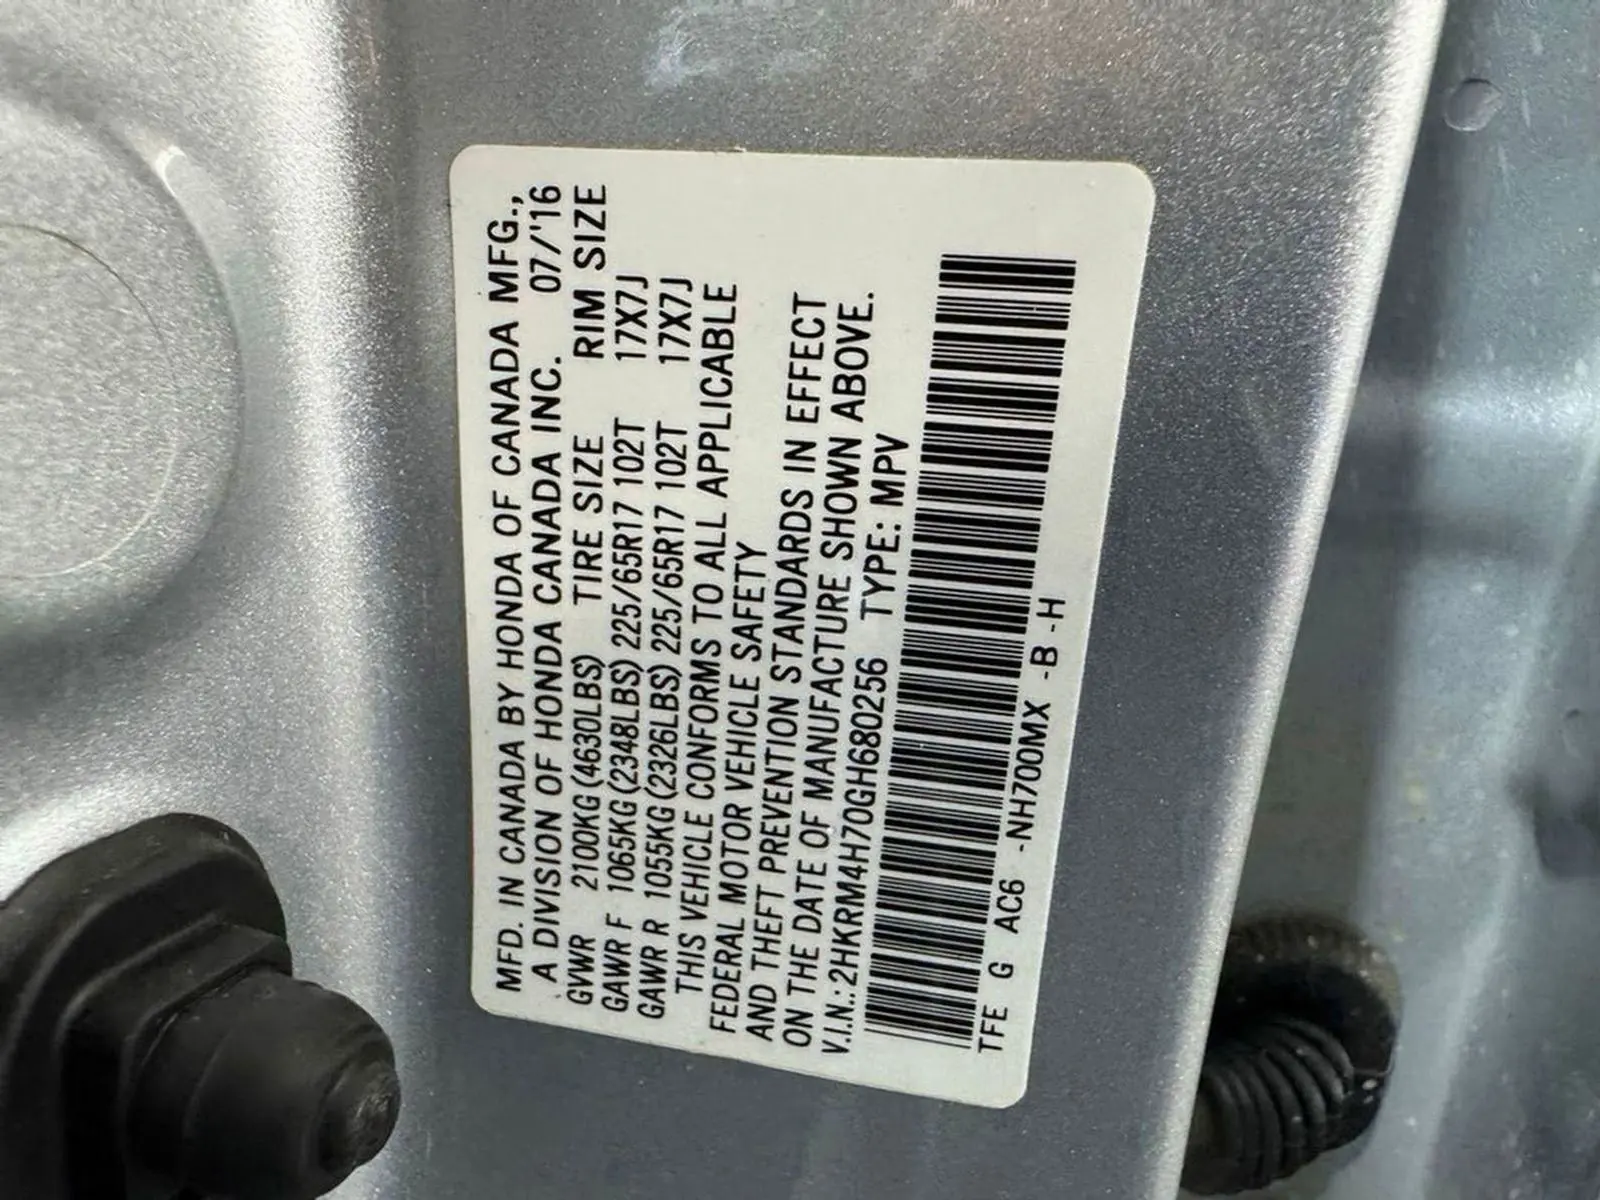 MFD. IN CANADA BY HONDA OF CANADA MFG.,
A DIVISION OF HONDA CANADA INC. 07/'16
GVWR 2100KG (4630LBS) TIRE SIZE RIM SIZE
GAWR F 1065KG (2348LBS) 225/65R17 102T 17X7J
GAWR R 1055KG (2326LBS) 225/65R17 102T 17X7J
THIS VEHICLE CONFORMS TO ALL APPLICABLE
FEDERAL MOTOR VEHICLE SAFETY
AND THEFT PREVENTION STANDARDS IN EFFECT
ON THE DATE OF MANUFACTURE SHOWN ABOVE.
V.I.N.: 2HKRM4H70GH680256 TYPE: MPV
TFE G AC6 -NH700MX -B -H